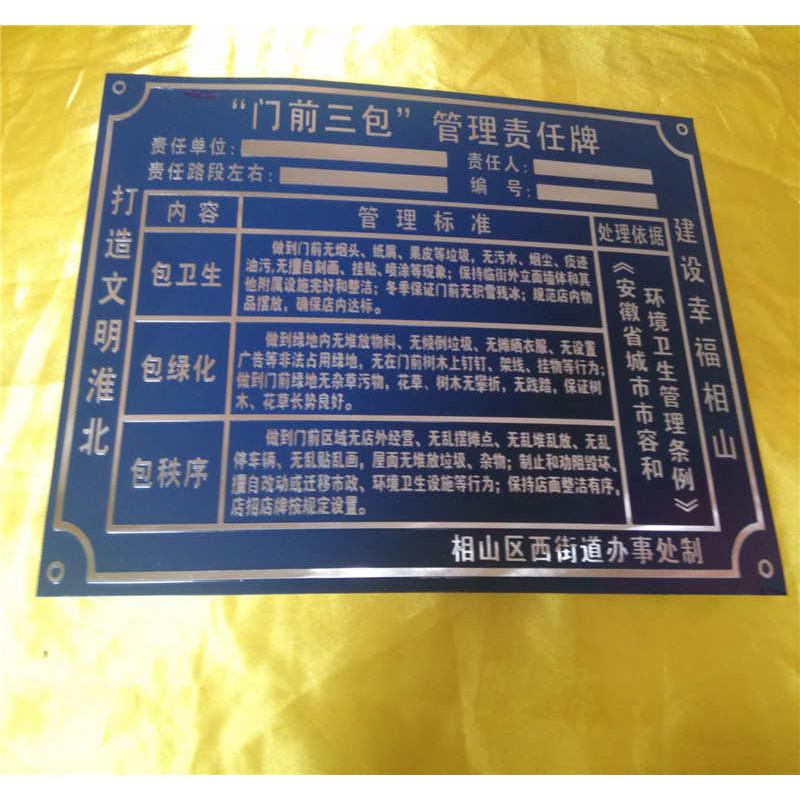 “门前三包”管理责任牌
责任单位：
责任人：
责任路段左右：
编 号：
打造文明淮北
内容
管理标准
处理依据
包卫生
做到门前无烟头、纸屑、果皮等垃圾，无污水、烟尘、痰迹
油污，无擅自刻画、挂贴、喷涂等现象；保持临街外立面墙体和其
他附属设施完好和整洁；冬季保证门前无积雪残冰；规范店内物
品摆放，确保店内达标。
包绿化
做到绿地内无堆放物料、无倾倒垃圾、无摊晒衣服、无设置
广告等非法占用绿地，无在门前树木上钉钉、架线、挂物等行为；
做到门前绿地无杂草污物，花草、树木无攀折，无践踏，保证树
木、花草长势良好。
包秩序
做到门前区域无店外经营、无乱摆摊点、无乱堆乱放、无乱
停车辆、无乱贴乱画，屋面无堆放垃圾、杂物；制止和劝阻毁坏、
擅自改动或迁移市政、环境卫生设施等行为；保持店面整洁有序，
店招店牌按规定设置。
《安徽省城市市容和
环境卫生管理条例》
建设幸福相山
相山区西街道办事处制